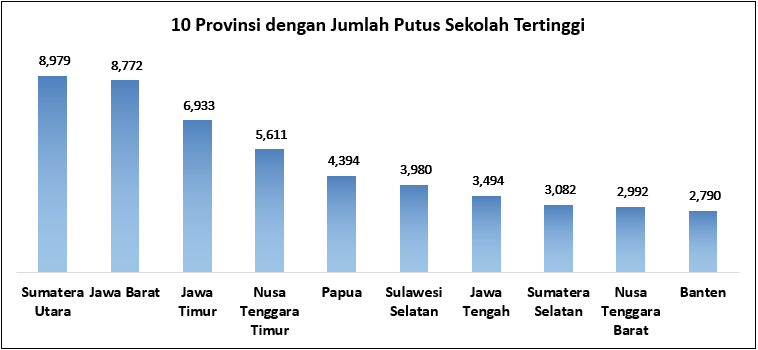 10 Provinsi dengan Jumlah Putus Sekolah Tertinggi
8,979
8,772
6,933
5,611
4,394
3,980
3,494
3,082
2,992
2,790
Sumatera
Utara
Jawa Barat
Jawa
Timur
Nusa
Tenggara
Timur
Papua
Sulawesi
Selatan
Jawa
Tengah
Sumatera
Selatan
Nusa
Tenggara
Barat
Banten